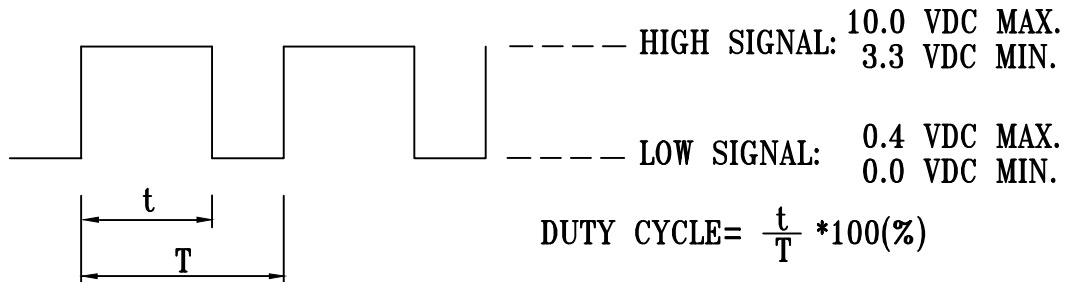 HIGH SIGNAL: 10.0 VDC MAX.
3.3 VDC MIN.
LOW SIGNAL: 0.4 VDC MAX.
0.0 VDC MIN.
t
T
DUTY CYCLE= t/T *100(%)